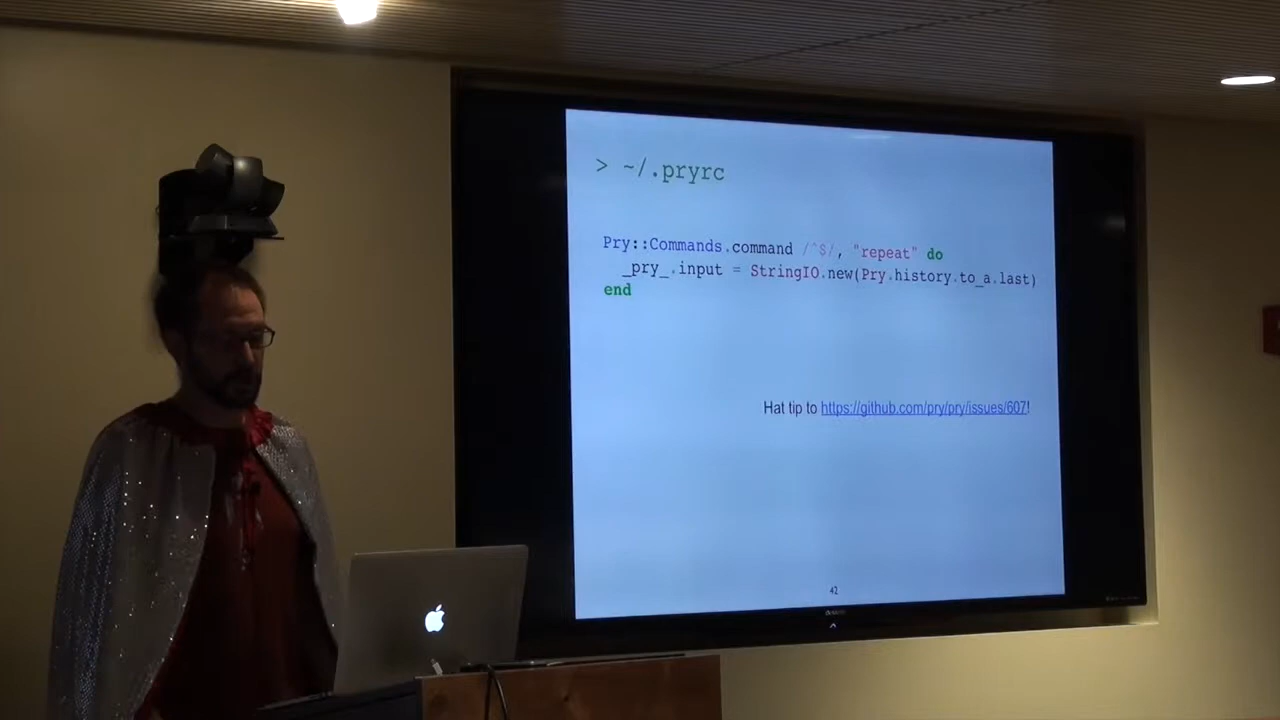 > ~/.pryrc
Pry::Commands.command /^$/, "repeat" do
_pry_.input = StringIO.new(Pry.history.to_a.last)
end
Hat tip to https://github.com/pry/pry/issues/607!
42